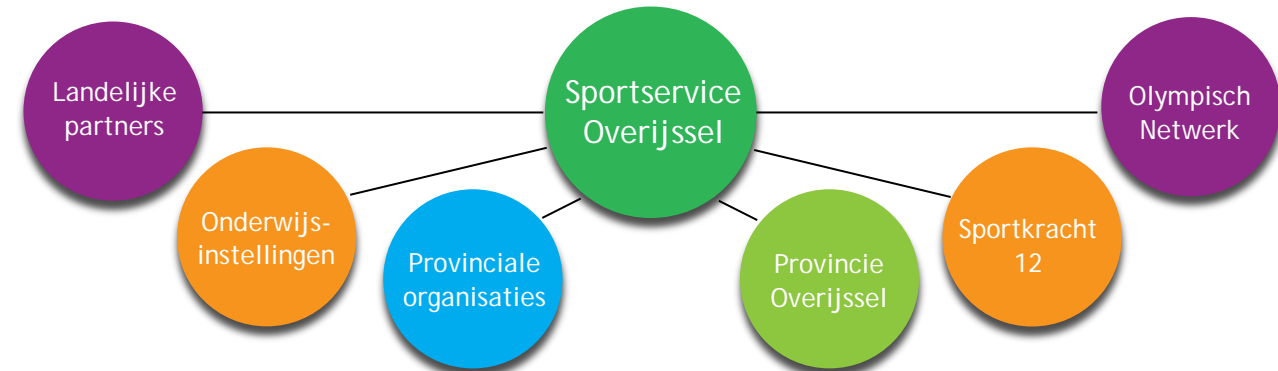 Landelijke
partners
Sportservice
Overijssel
Olympisch
Netwerk
Onderwijs-
instellingen
Provinciale
organisaties
Provincie
Overijssel
Sportkracht
12